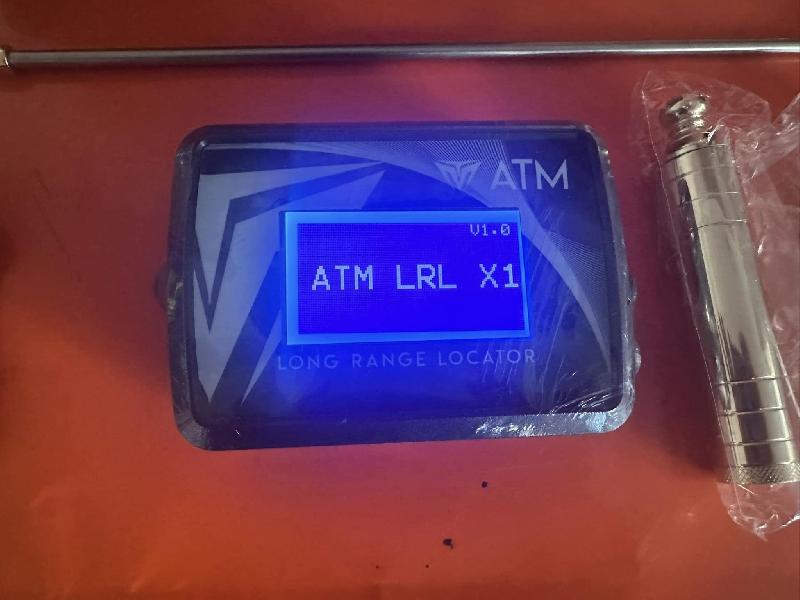 ATM
V1.0
ATM LRL X1
LONG RANGE LOCATOR